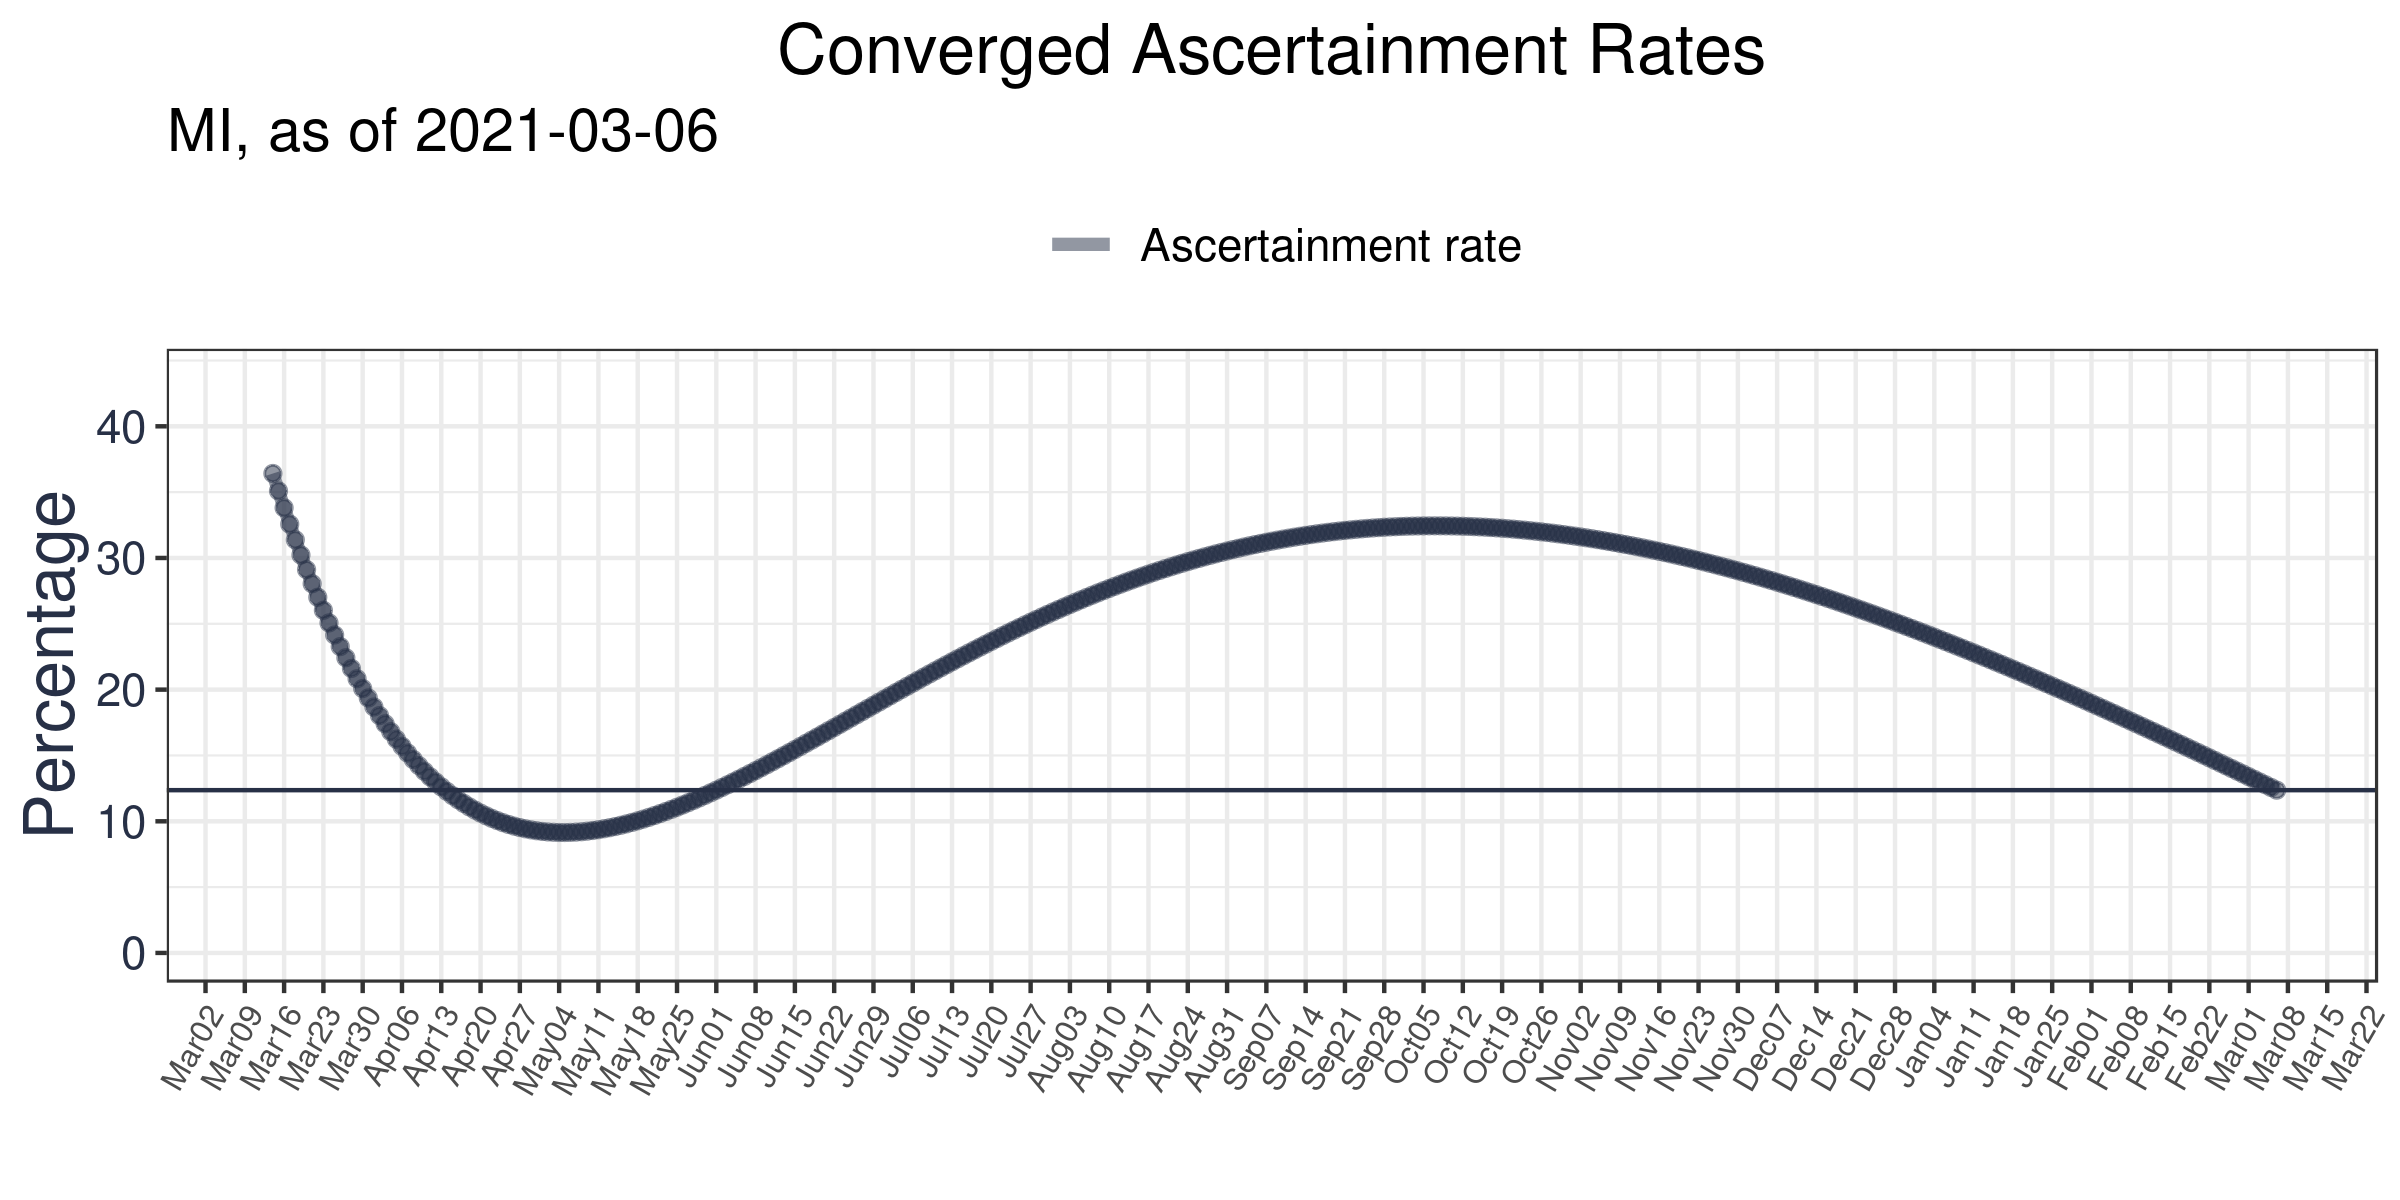 Converged Ascertainment Rates
MI, as of 2021-03-06
Ascertainment rate
Percentage
40
30
20
10
0
Mar02 Mar09 Mar16 Mar23 Mar30 Apr06 Apr13 Apr20 Apr27 May04 May11 May18 May25 Jun01 Jun08 Jun15 Jun22 Jun29 Jul06 Jul13 Jul20 Jul27 Aug03 Aug10 Aug17 Aug24 Aug31 Sep07 Sep14 Sep21 Sep28 Oct05 Oct12 Oct19 Oct26 Nov02 Nov09 Nov16 Nov23 Nov30 Dec07 Dec14 Dec21 Dec28 Jan04 Jan11 Jan18 Jan25 Feb01 Feb08 Feb15 Feb22 Mar01 Mar08 Mar15 Mar22